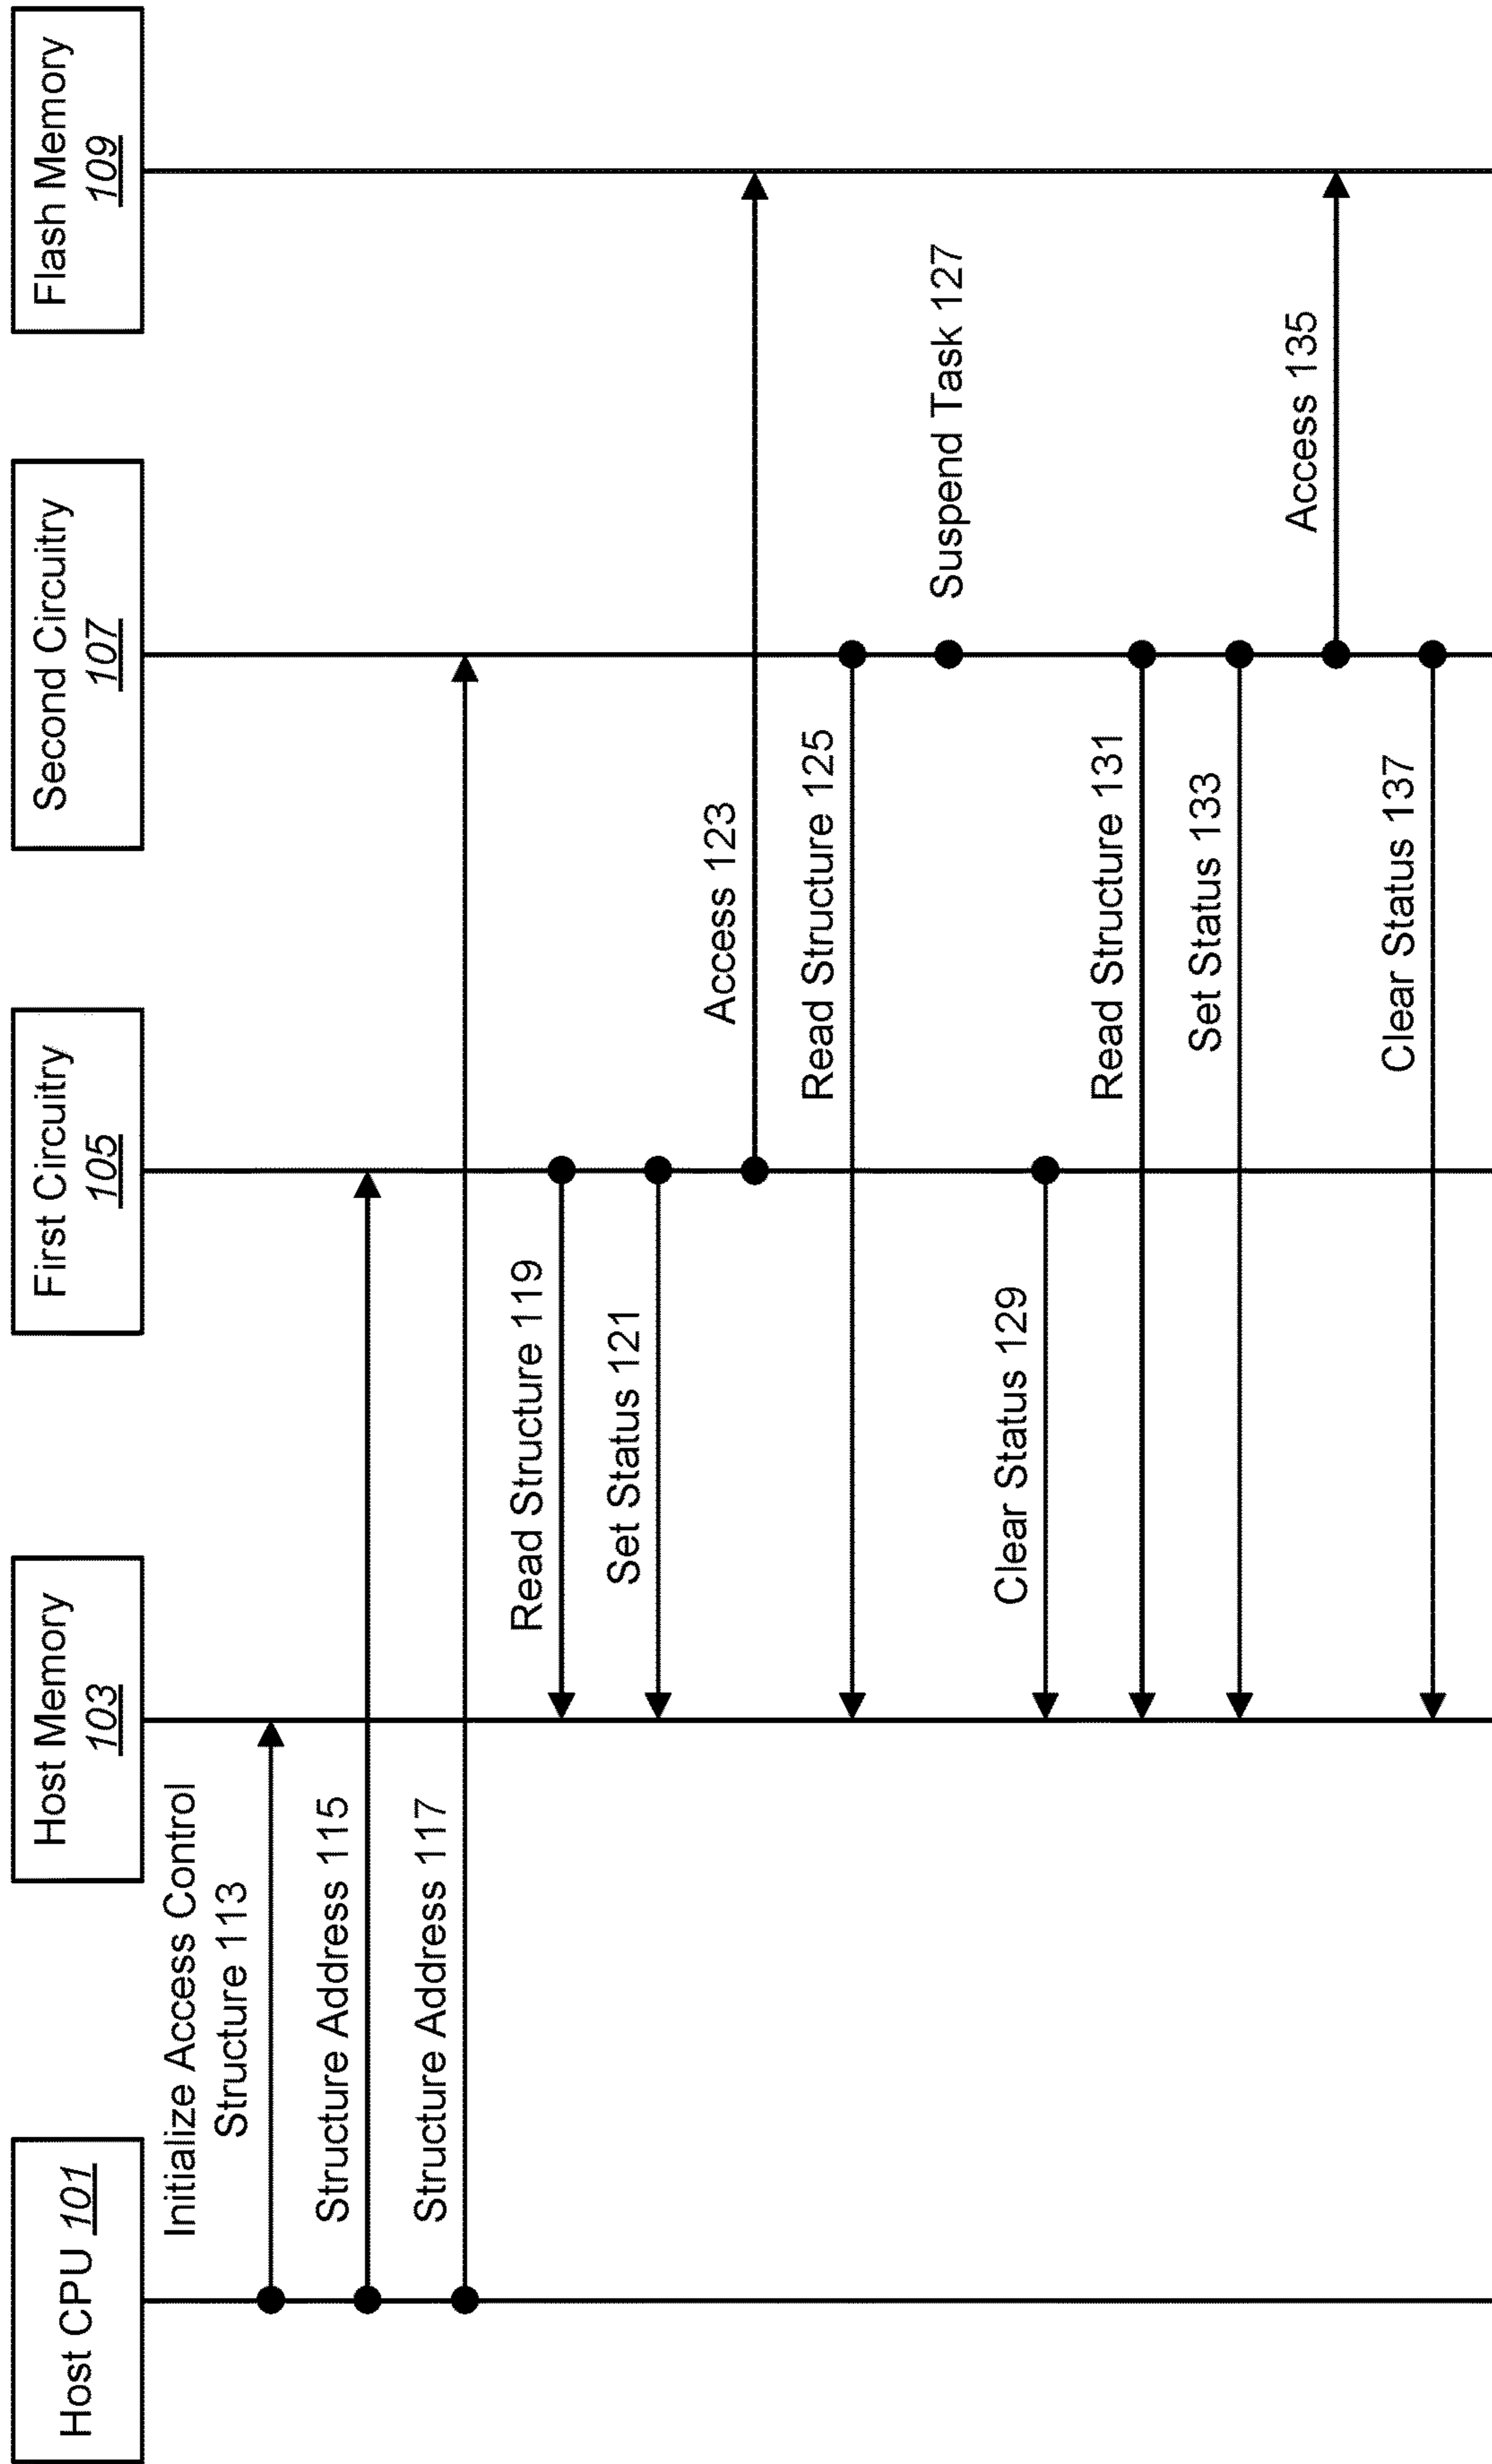 Host CPU 101
Host Memory
103
First Circuitry
105
Second Circuitry
107
Flash Memory
109
Initialize Access Control
Structure 113
Structure Address 115
Structure Address 117
Read Structure 119
Set Status 121
Access 123
Read Structure 125
Suspend Task 127
Clear Status 129
Read Structure 131
Set Status 133
Access 135
Clear Status 137